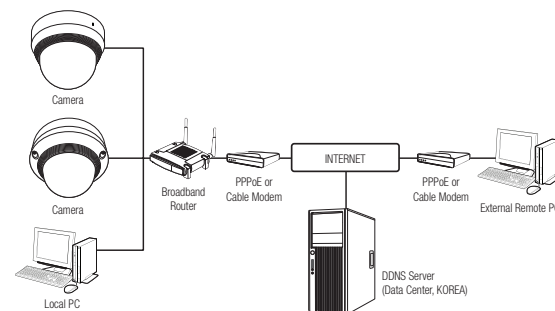 Camera
Camera
Local PC
Broadband
Router
PPPoE or
Cable Modem
INTERNET
DDNS Server
(Data Center, KOREA)
PPPoE or
Cable Modem
External Remote PC